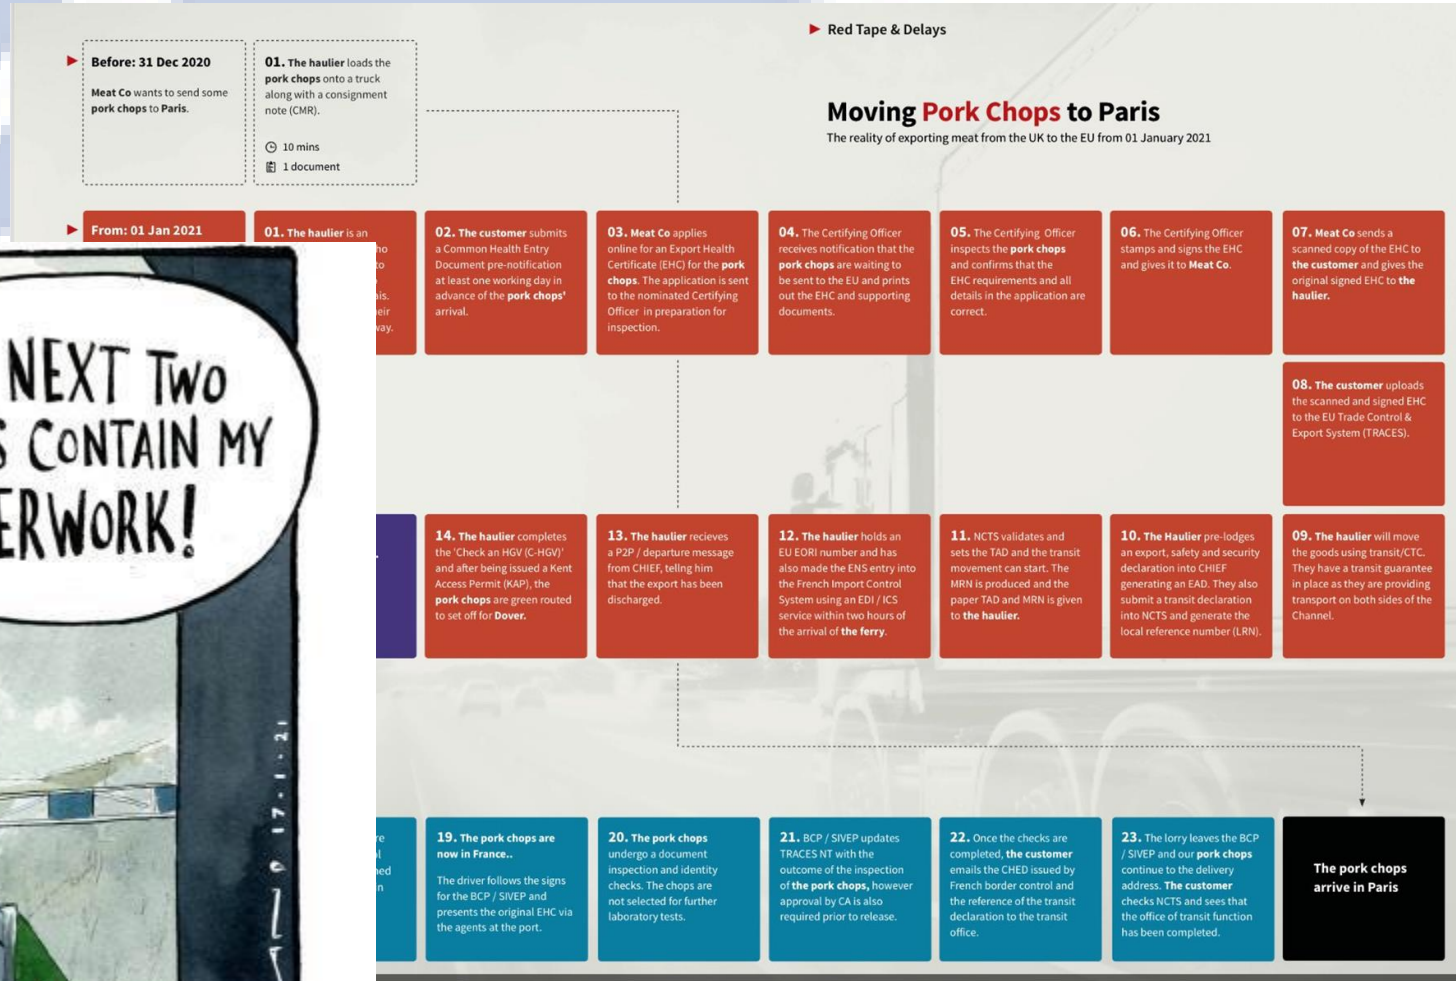 Red Tape & Delays
Before: 31 Dec 2020
Meat Co wants to send some
pork chops to Paris.
01. The haulier loads the
pork chops onto a truck
along with a consignment
note (CMR).
10 mins
1 document
Moving Pork Chops to Paris
The reality of exporting meat from the UK to the EU from 01 January 2021
From: 01 Jan 2021
01. The haulier is an
02. The customer submits
a Common Health Entry
Document pre-notification
at least one working day in
advance of the pork chops'
arrival.
03. Meat Co applies
online for an Export Health
Certificate (EHC) for the pork
chops. The application is sent
to the nominated Certifying
Officer in preparation for
inspection.
04. The Certifying Officer
receives notification that the
pork chops are waiting to
be sent to the EU and prints
out the EHC and supporting
documents.
05. The Certifying Officer
inspects the pork chops
and confirms that the
EHC requirements and all
details in the application are
correct.
06. The Certifying Officer
stamps and signs the EHC
and gives it to Meat Co.
07. Meat Co sends a
scanned copy of the EHC to
the customer and gives the
original signed EHC to the
haulier.
08. The customer uploads
the scanned and signed EHC
to the EU Trade Control &
Export System (TRACES).
NEXT TWO
CONTAIN MY
ERWORK!
17.1.21
14. The haulier completes
the 'Check an HGV (C-HGV)'
and after being issued a Kent
Access Permit (KAP), the
pork chops are green routed
to set off for Dover.
13. The haulier recieves
a P2P / departure message
from CHIEF, tellng him
that the export has been
discharged.
12. The haulier holds an
EU EORI number and has
also made the ENS entry into
the French Import Control
System using an EDI / ICS
service within two hours of
the arrival of the ferry.
11. NCTS validates and
sets the TAD and the transit
movement can start. The
MRN is produced and the
paper TAD and MRN is given
to the haulier.
10. The Haulier pre-lodges
an export, safety and security
declaration into CHIEF
generating an EAD. They also
submit a transit declaration
into NCTS and generate the
local reference number (LRN).
09. The haulier will move
the goods using transit/CTC.
They have a transit guarantee
in place as they are providing
transport on both sides of the
Channel.
19. The pork chops are
now in France..
The driver follows the signs
for the BCP / SIVEP and
presents the original EHC via
the agents at the port.
20. The pork chops
undergo a document
inspection and identity
checks. The chops are
not selected for further
laboratory tests.
21. BCP / SIVEP updates
TRACES NT with the
outcome of the inspection
of the pork chops, however
approval by CA is also
required prior to release.
22. Once the checks are
completed, the customer
emails the CHED issued by
French border control and
the reference of the transit
declaration to the transit
office.
23. The lorry leaves the BCP
/ SIVEP and our pork chops
continue to the delivery
address. The customer
checks NCTS and sees that
the office of transit function
has been completed.
The pork chops
arrive in Paris